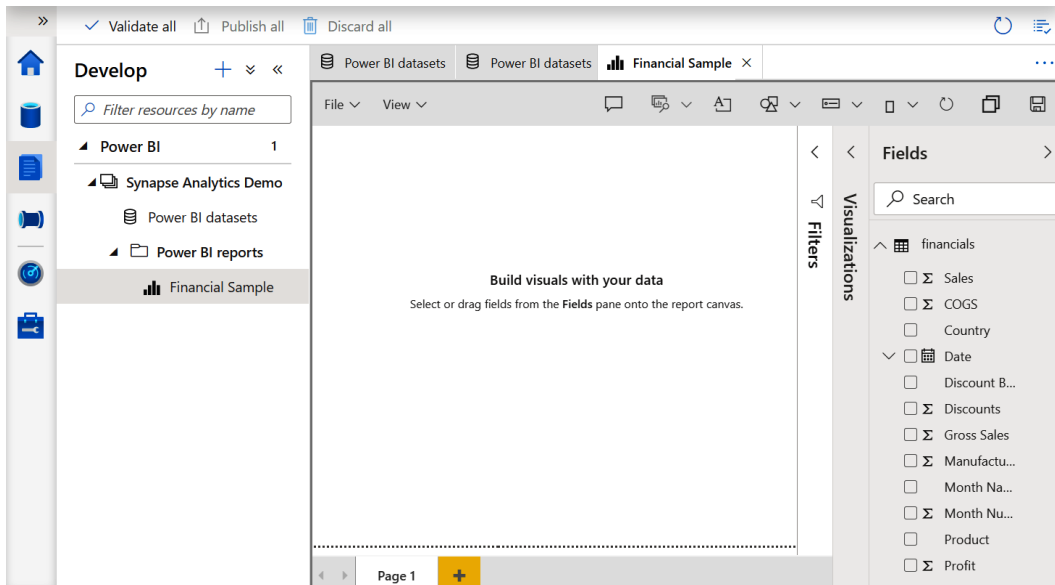 Validate all Publish all Discard all
Develop
Filter resources by name
Power BI 1
Synapse Analytics Demo
Power BI datasets
Power BI reports
Financial Sample
Power BI datasets Power BI datasets Financial Sample
File View
Build visuals with your data
Select or drag fields from the Fields pane onto the report canvas.
Page 1
Filters
Visualizations
Fields
Search
financials
Σ Sales
Σ COGS
Country
Date
Discount B...
Σ Discounts
Σ Gross Sales
Σ Manufactu...
Month Na...
Σ Month Nu...
Product
Σ Profit